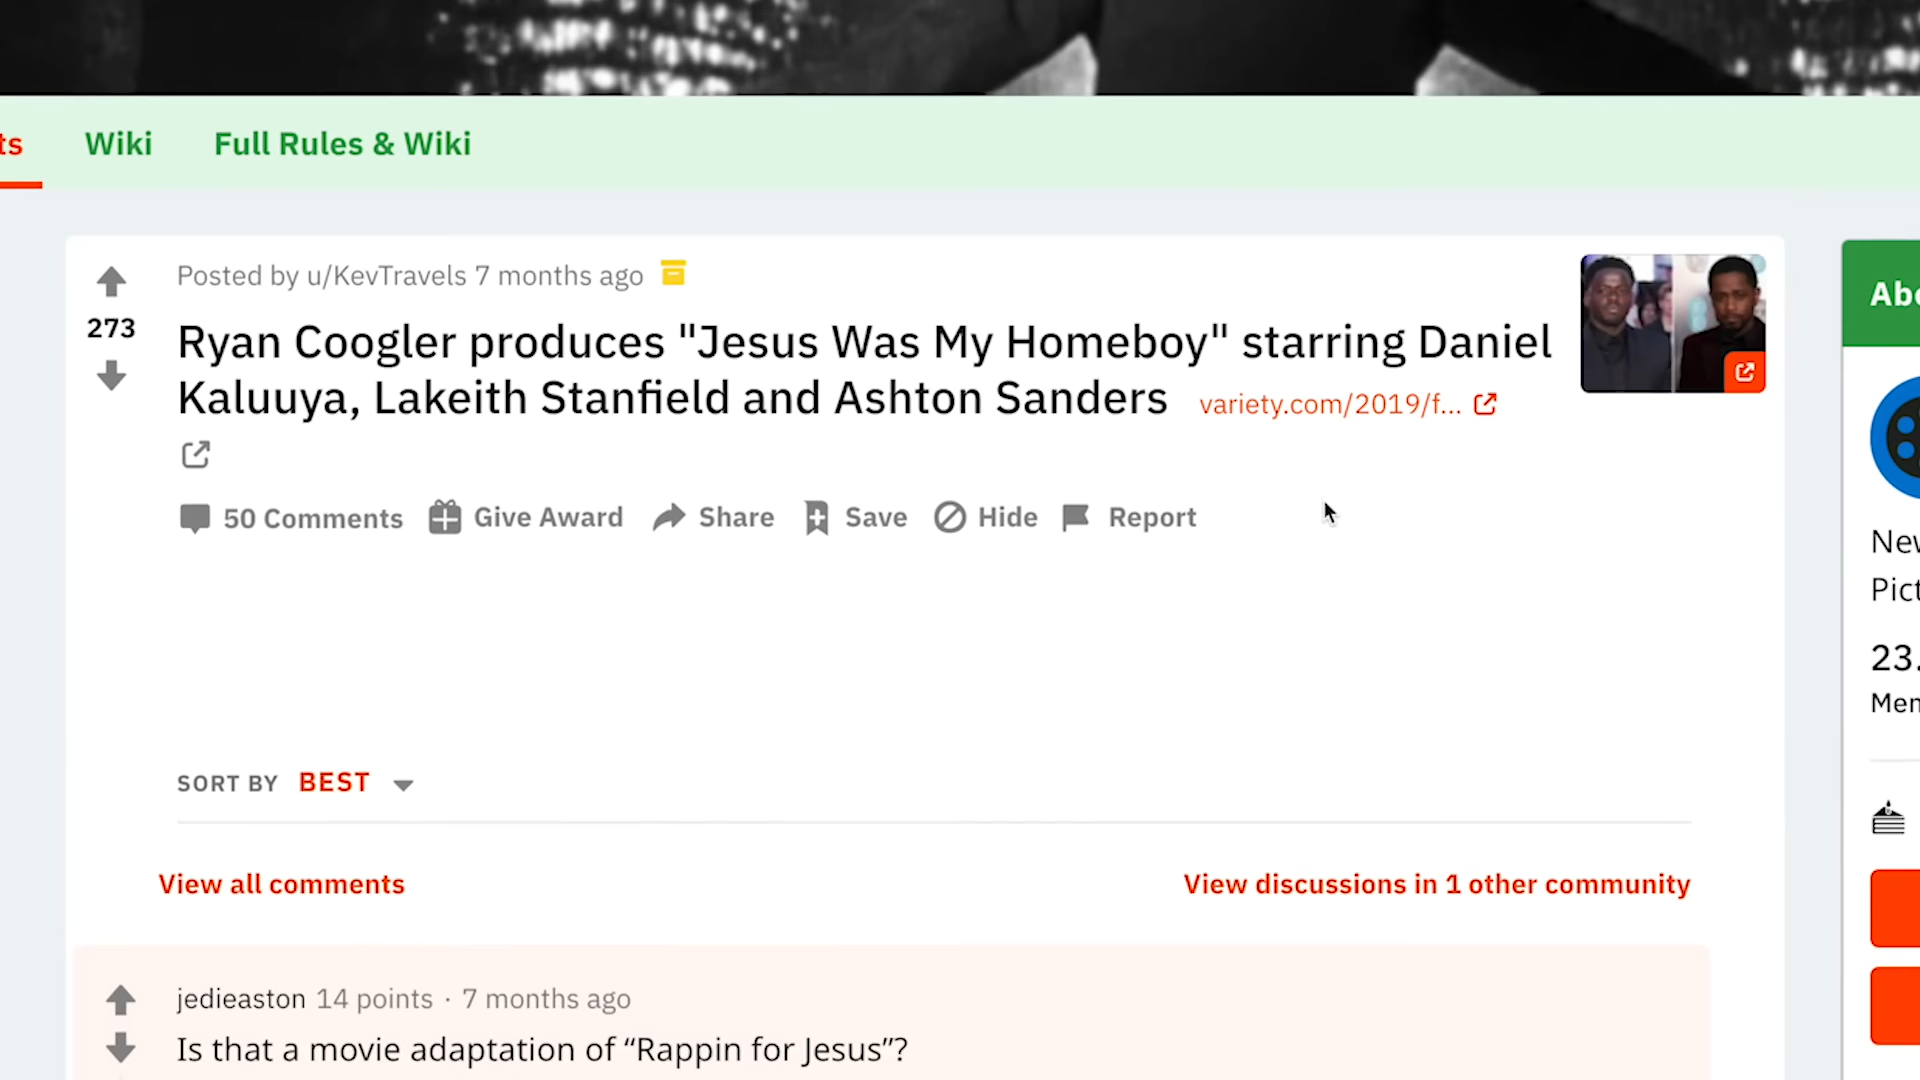 ts Wiki Full Rules & Wiki
Posted by u/KevTravels 7 months ago
273
Ryan Coogler produces "Jesus Was My Homeboy" starring Daniel
Kaluuya, Lakeith Stanfield and Ashton Sanders variety.com/2019/f...
50 Comments Give Award Share Save Hide Report
SORT BY BEST
View all comments View discussions in 1 other community
jedieaston 14 points · 7 months ago
Is that a movie adaptation of “Rappin for Jesus”?
Abo
New
Pict
23.
Mem